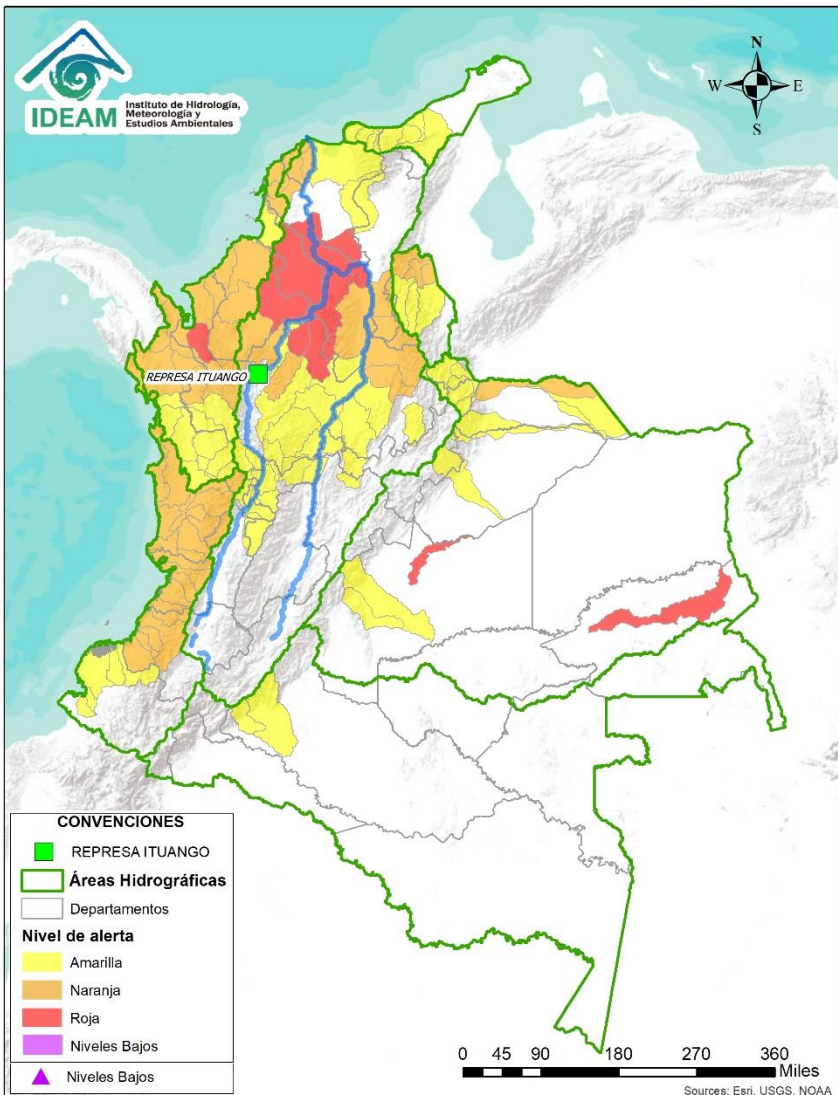 IDEAM
Instituto de Hidrología,
Meteorología y
Estudios Ambientales
N
W
E
S
REPRESA ITUANGO
CONVENCIONES
REPRESA ITUANGO
Áreas Hidrográficas
Departamentos
Nivel de alerta
Amarilla
Naranja
Roja
Niveles Bajos
Niveles Bajos
0 45 90 180 270 360
Miles
Sources: Esri, USGS, NOAA